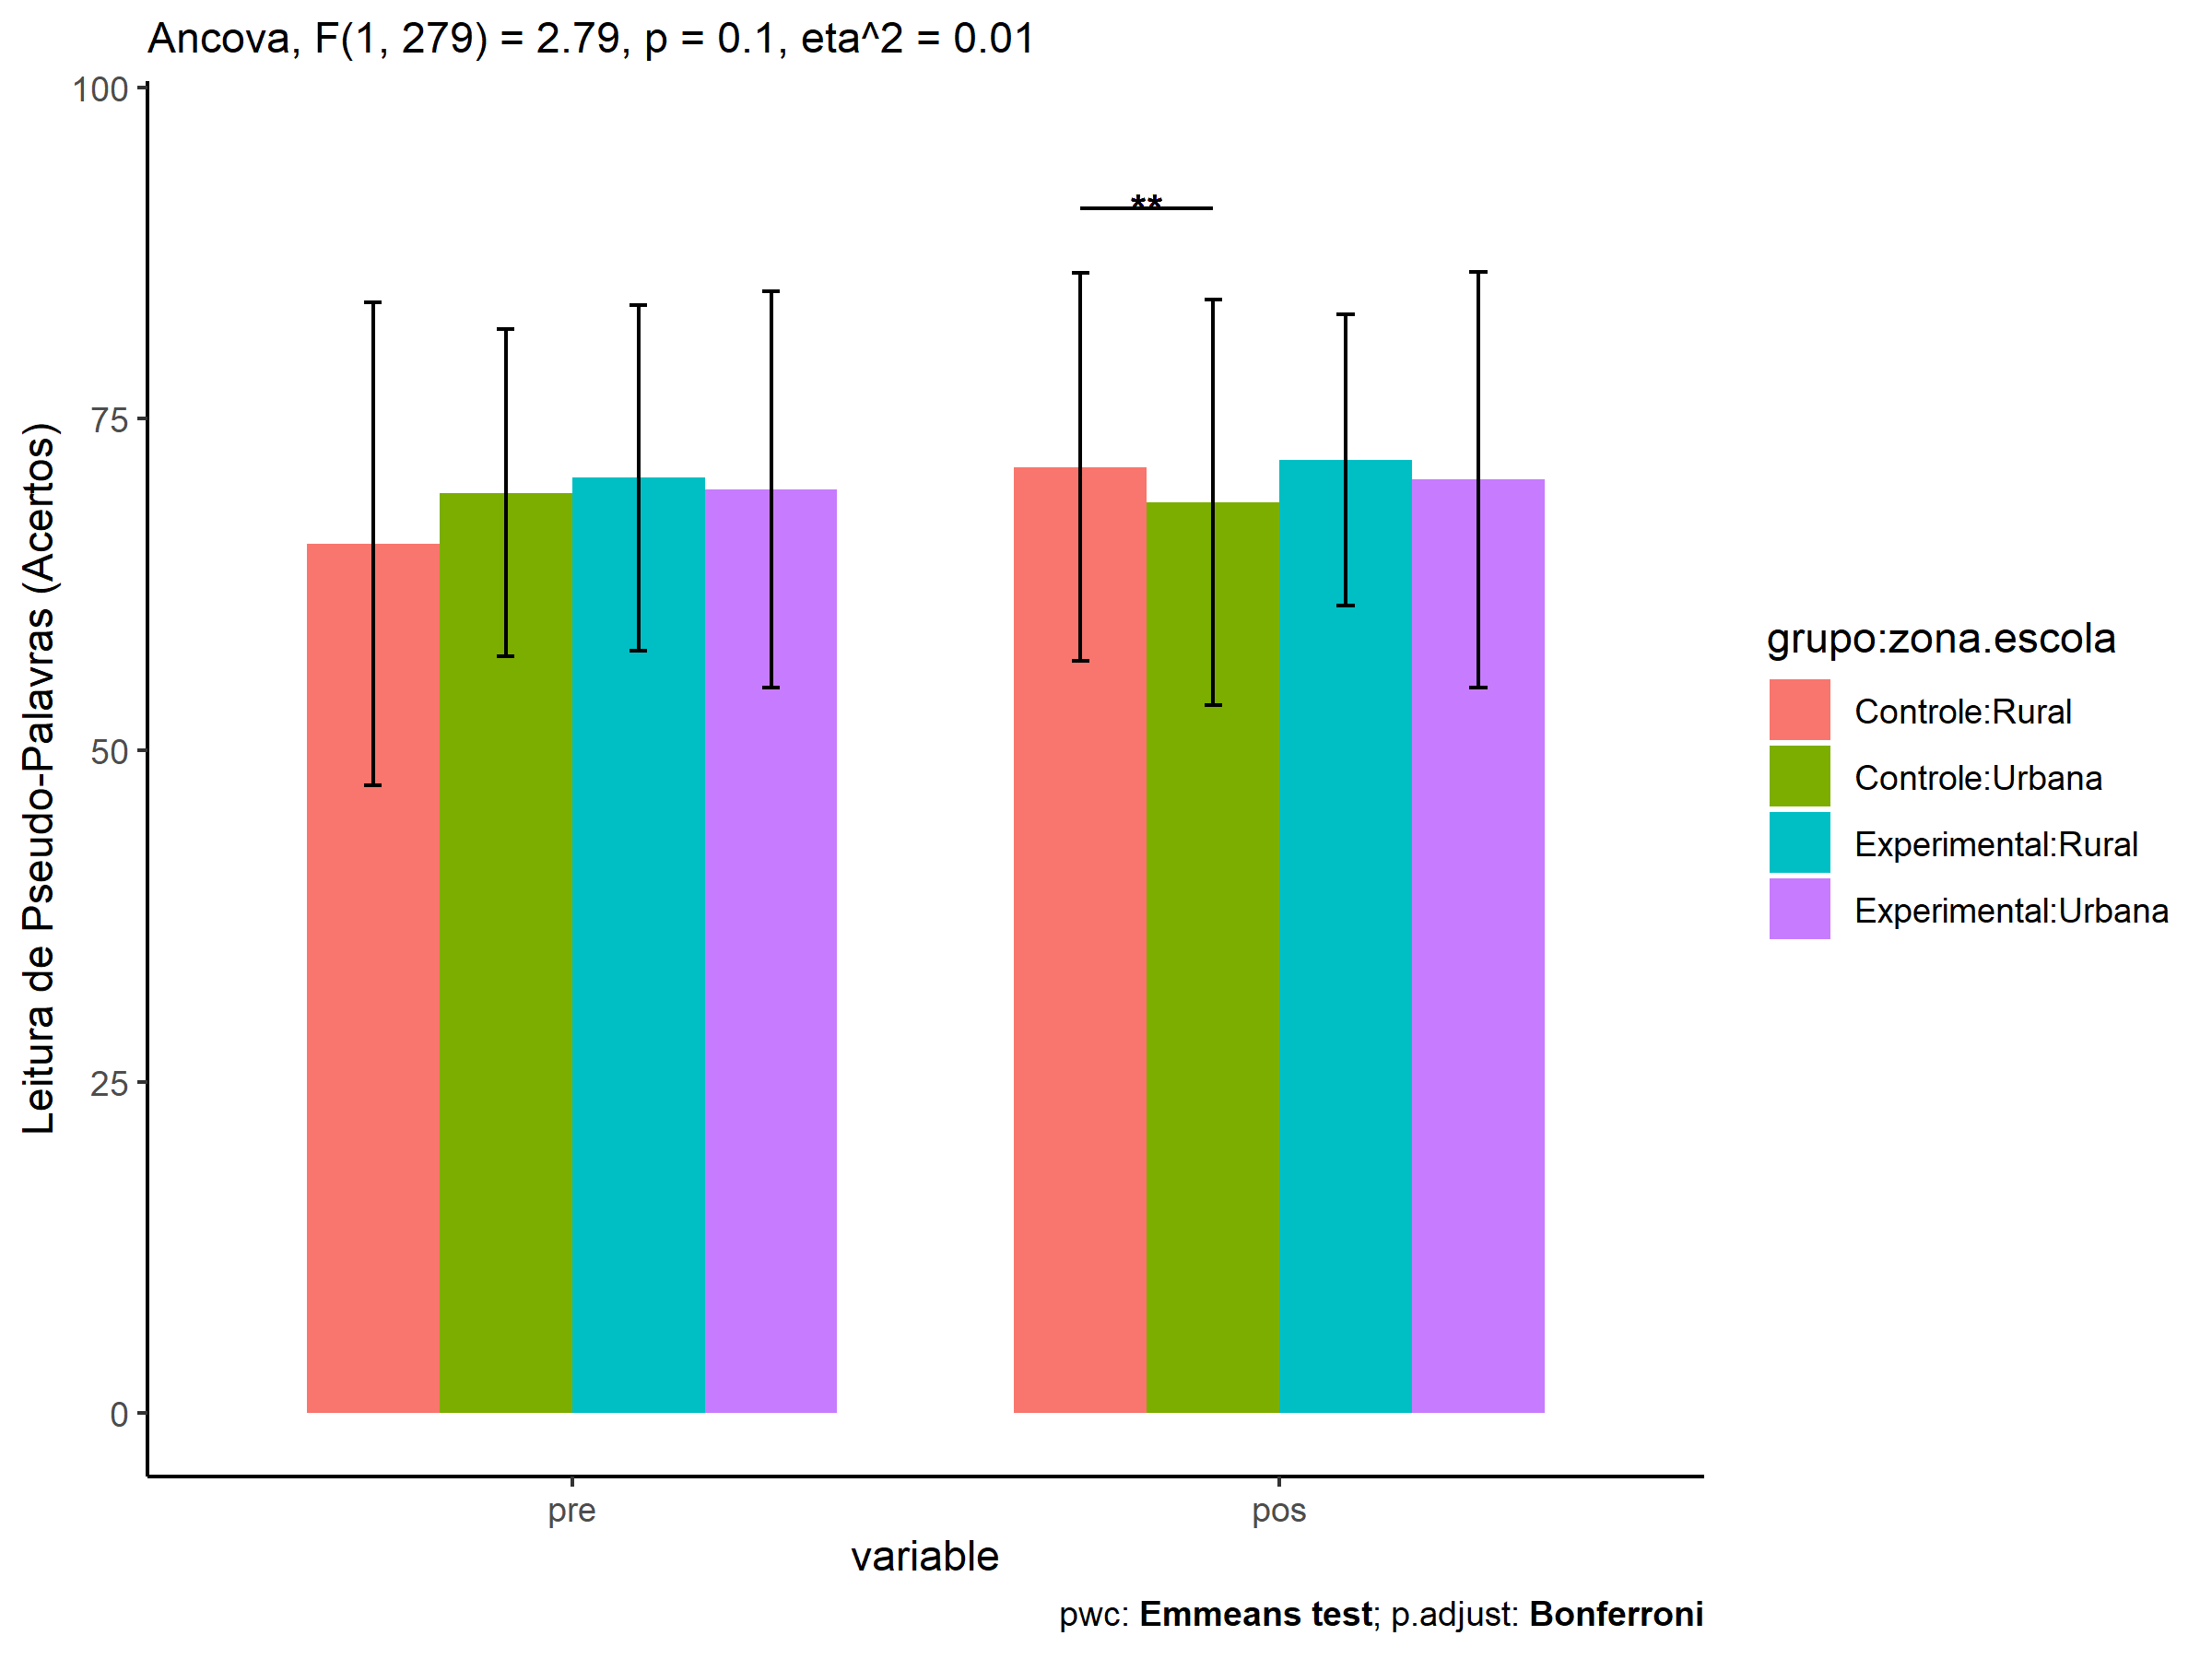 Ancova, F(1, 279) = 2.79, p = 0.1, eta^2 = 0.01
Leitura de Pseudo-Palavras (Acertos)
100
75
50
25
0
**
pre
pos
variable
grupo:zona.escola
Controle:Rural
Controle:Urbana
Experimental:Rural
Experimental:Urbana
pwc: Emmeans test; p.adjust: Bonferroni